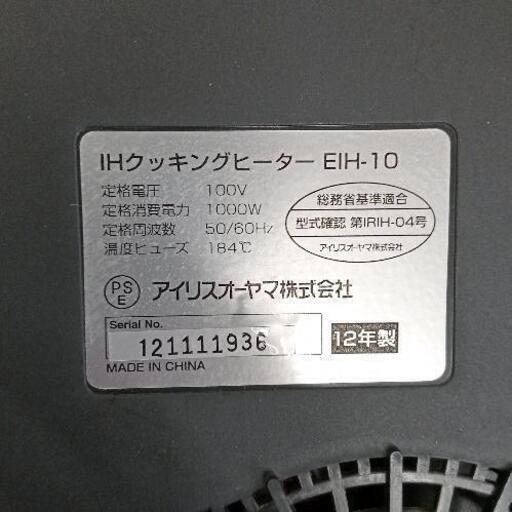 IHクッキングヒーター EIH-10
定格電圧 100V
定格消費電力 1000W
定格周波数 50/60Hz
温度ヒューズ 184℃
総務省基準適合
型式確認 第IRIH-04号
アイリスオーヤマ株式会社
PS
E
アイリスオーヤマ株式会社
Serial No.
121111936
12年製
MADE IN CHINA